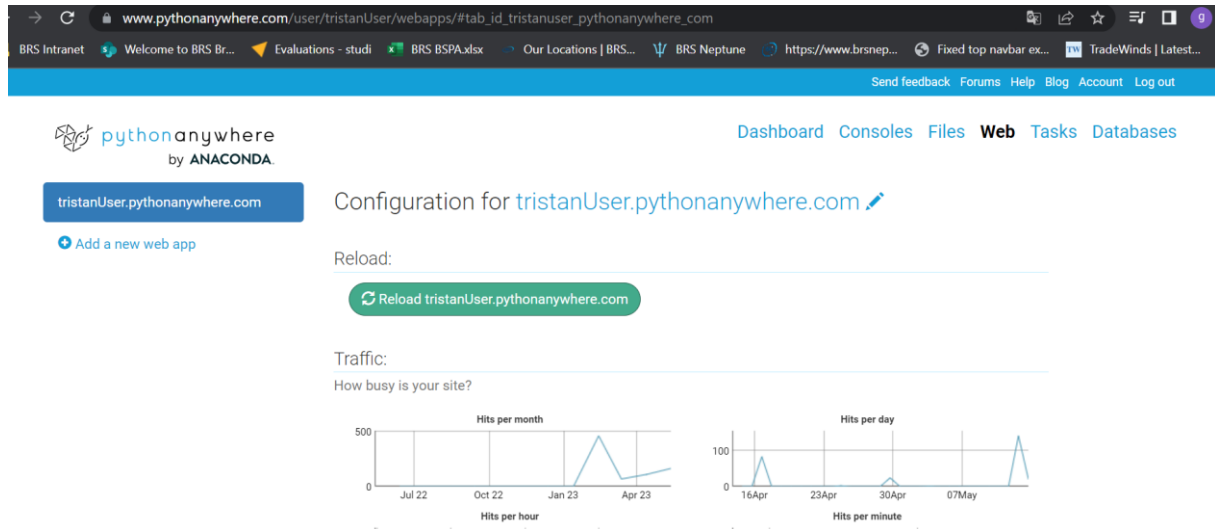 www.pythonanywhere.com/user/tristanUser/webapps/#tab_id_tristanuser_pythonanywhere_com
g
BRS Intranet Welcome to BRS Br... Evaluations - studi BRS BSPA.xlsx Our Locations | BRS... BRS Neptune https://www.brsnep... Fixed top navbar ex... TW TradeWinds | Latest...
Send feedback Forums Help Blog Account Log out
pythonanywhere
by ANACONDA.
Dashboard Consoles Files Web Tasks Databases
tristanUser.pythonanywhere.com
Add a new web app
Configuration for tristanUser.pythonanywhere.com
Reload:
Reload tristanUser.pythonanywhere.com
Traffic:
How busy is your site?
Hits per month
500
0
Jul 22 Oct 22 Jan 23 Apr 23
Hits per day
100
0
16Apr 23Apr 30Apr 07May
Hits per hour
Hits per minute